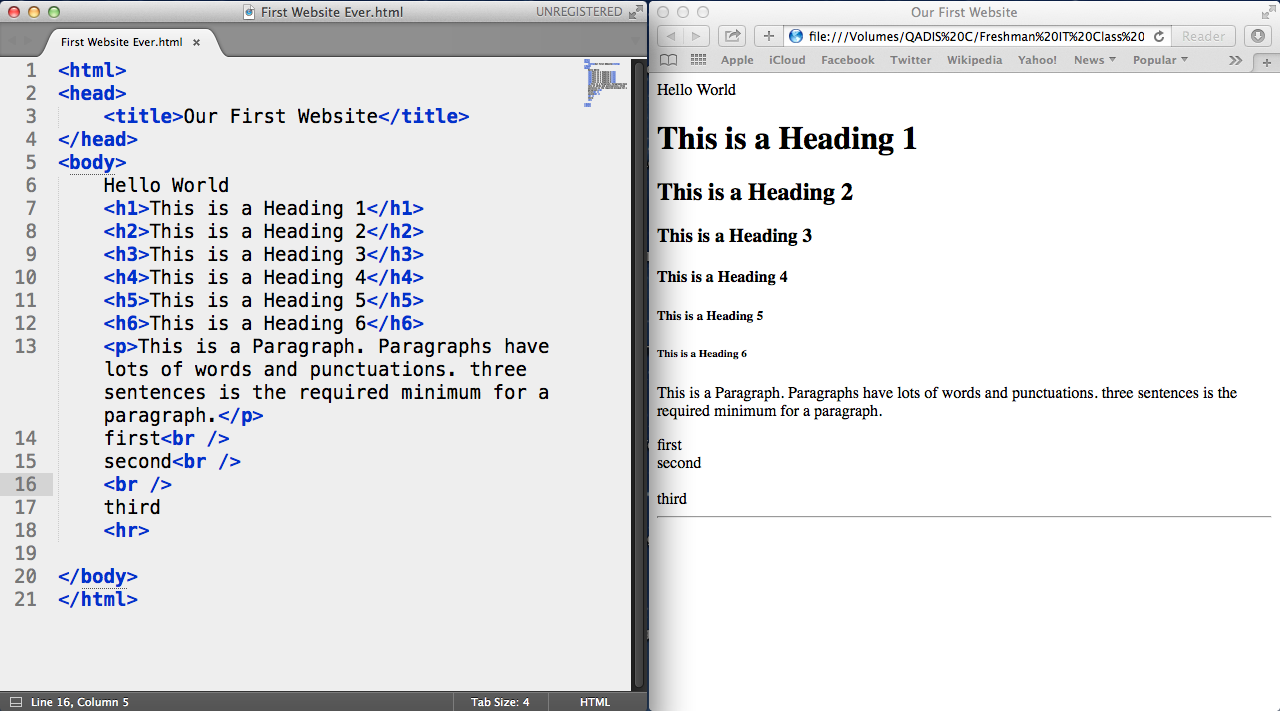 First Website Ever.html
UNREGISTERED
First Website Ever.html ×
1 <html>
2 <head>
3 <title>Our First Website</title>
4 </head>
5 <body>
6 Hello World
7 <h1>This is a Heading 1</h1>
8 <h2>This is a Heading 2</h2>
9 <h3>This is a Heading 3</h3>
10 <h4>This is a Heading 4</h4>
11 <h5>This is a Heading 5</h5>
12 <h6>This is a Heading 6</h6>
13 <p>This is a Paragraph. Paragraphs have
lots of words and punctuations. three
sentences is the required minimum for a
paragraph.</p>
14 first<br />
15 second<br />
16 <br />
17 third
18 <hr>
19
20 </body>
21 </html>
Line 16, Column 5
Tab Size: 4
HTML
Our First Website
file:///Volumes/QADIS%20C/Freshman%20IT%20Class%20
Reader
Apple iCloud Facebook Twitter Wikipedia Yahoo! News Popular
Hello World
This is a Heading 1
This is a Heading 2
This is a Heading 3
This is a Heading 4
This is a Heading 5
This is a Heading 6
This is a Paragraph. Paragraphs have lots of words and punctuations. three sentences is the
required minimum for a paragraph.
first
second
third